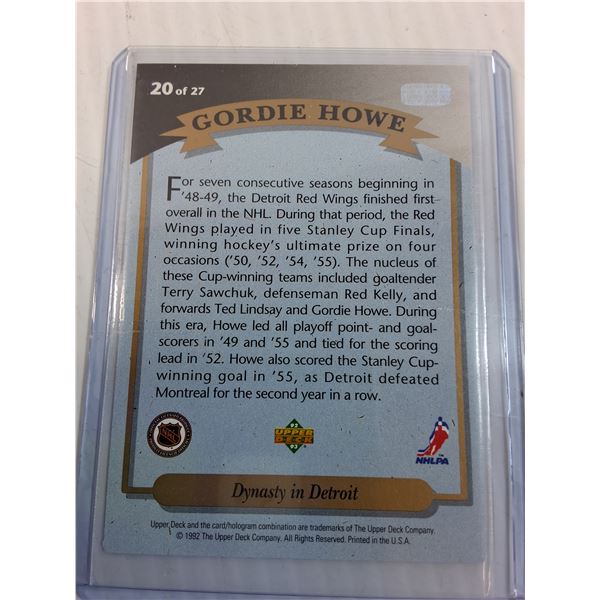 20 of 27
GORDIE HOWE
For seven consecutive seasons beginning in
'48-49, the Detroit Red Wings finished first
overall in the NHL. During that period, the Red
Wings played in five Stanley Cup Finals,
winning hockey's ultimate prize on four
occasions ('50, '52, '54, '55). The nucleus of
these Cup-winning teams included goaltender
Terry Sawchuk, defenseman Red Kelly, and
forwards Ted Lindsay and Gordie Howe. During
this era, Howe led all playoff point- and goal-
scorers in '49 and '55 and tied for the scoring
lead in '52. Howe also scored the Stanley Cup-
winning goal in '55, as Detroit defeated
Montreal for the second year in a row.
NHL
92
UPPER
DECK
93
NHLPA
TM
Dynasty in Detroit
Upper Deck and the card/hologram combination are trademarks of The Upper Deck Company.
© 1992 The Upper Deck Company. All Rights Reserved. Printed in the U.S.A.